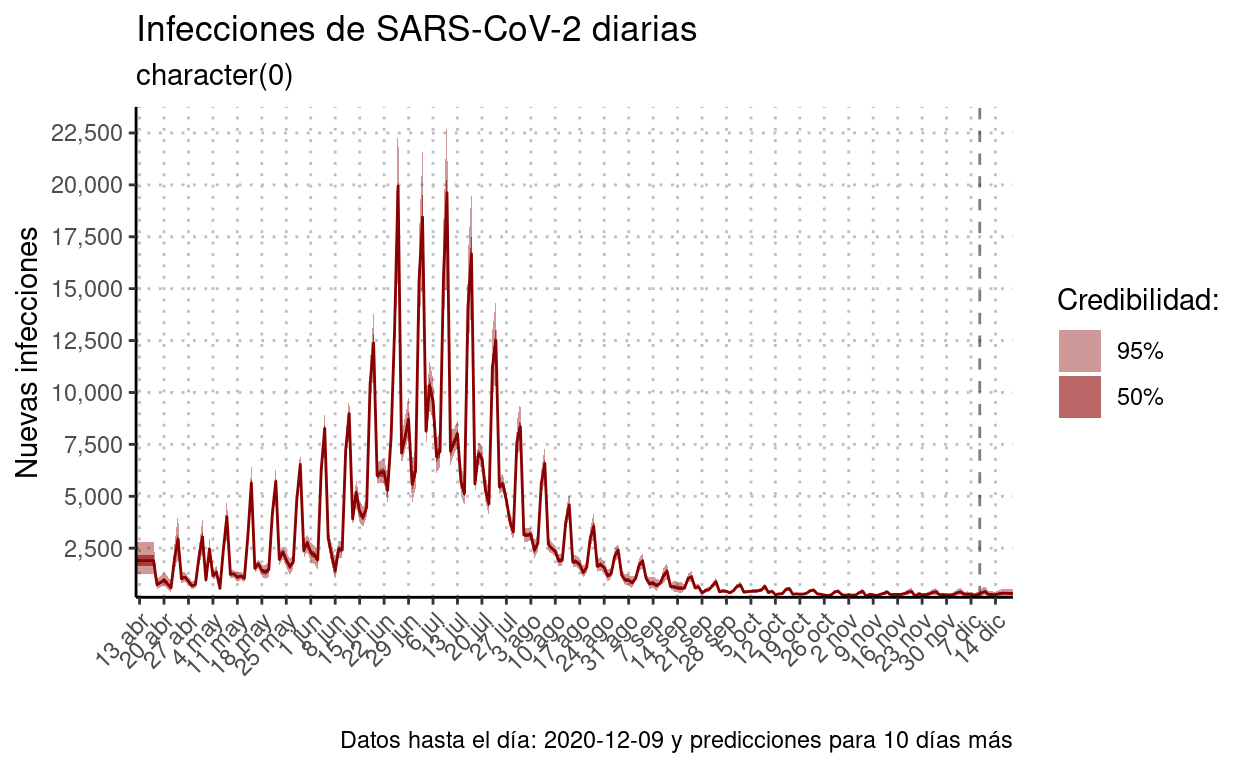 Infecciones de SARS-CoV-2 diarias
character(0)
Nuevas infecciones
22,500
20,000
17,500
15,000
12,500
10,000
7,500
5,000
2,500
13 abr
20 abr
27 abr
4 may
11 may
18 may
25 may
1 jun
8 jun
15 jun
22 jun
29 jun
6 jul
13 jul
20 jul
27 jul
3 ago
10 ago
17 ago
24 ago
31 ago
7 sep
14 sep
21 sep
28 sep
5 oct
12 oct
19 oct
26 oct
2 nov
9 nov
16 nov
23 nov
30 nov
7 dic
14 dic
Credibilidad:
95%
50%
Datos hasta el día: 2020-12-09 y predicciones para 10 días más